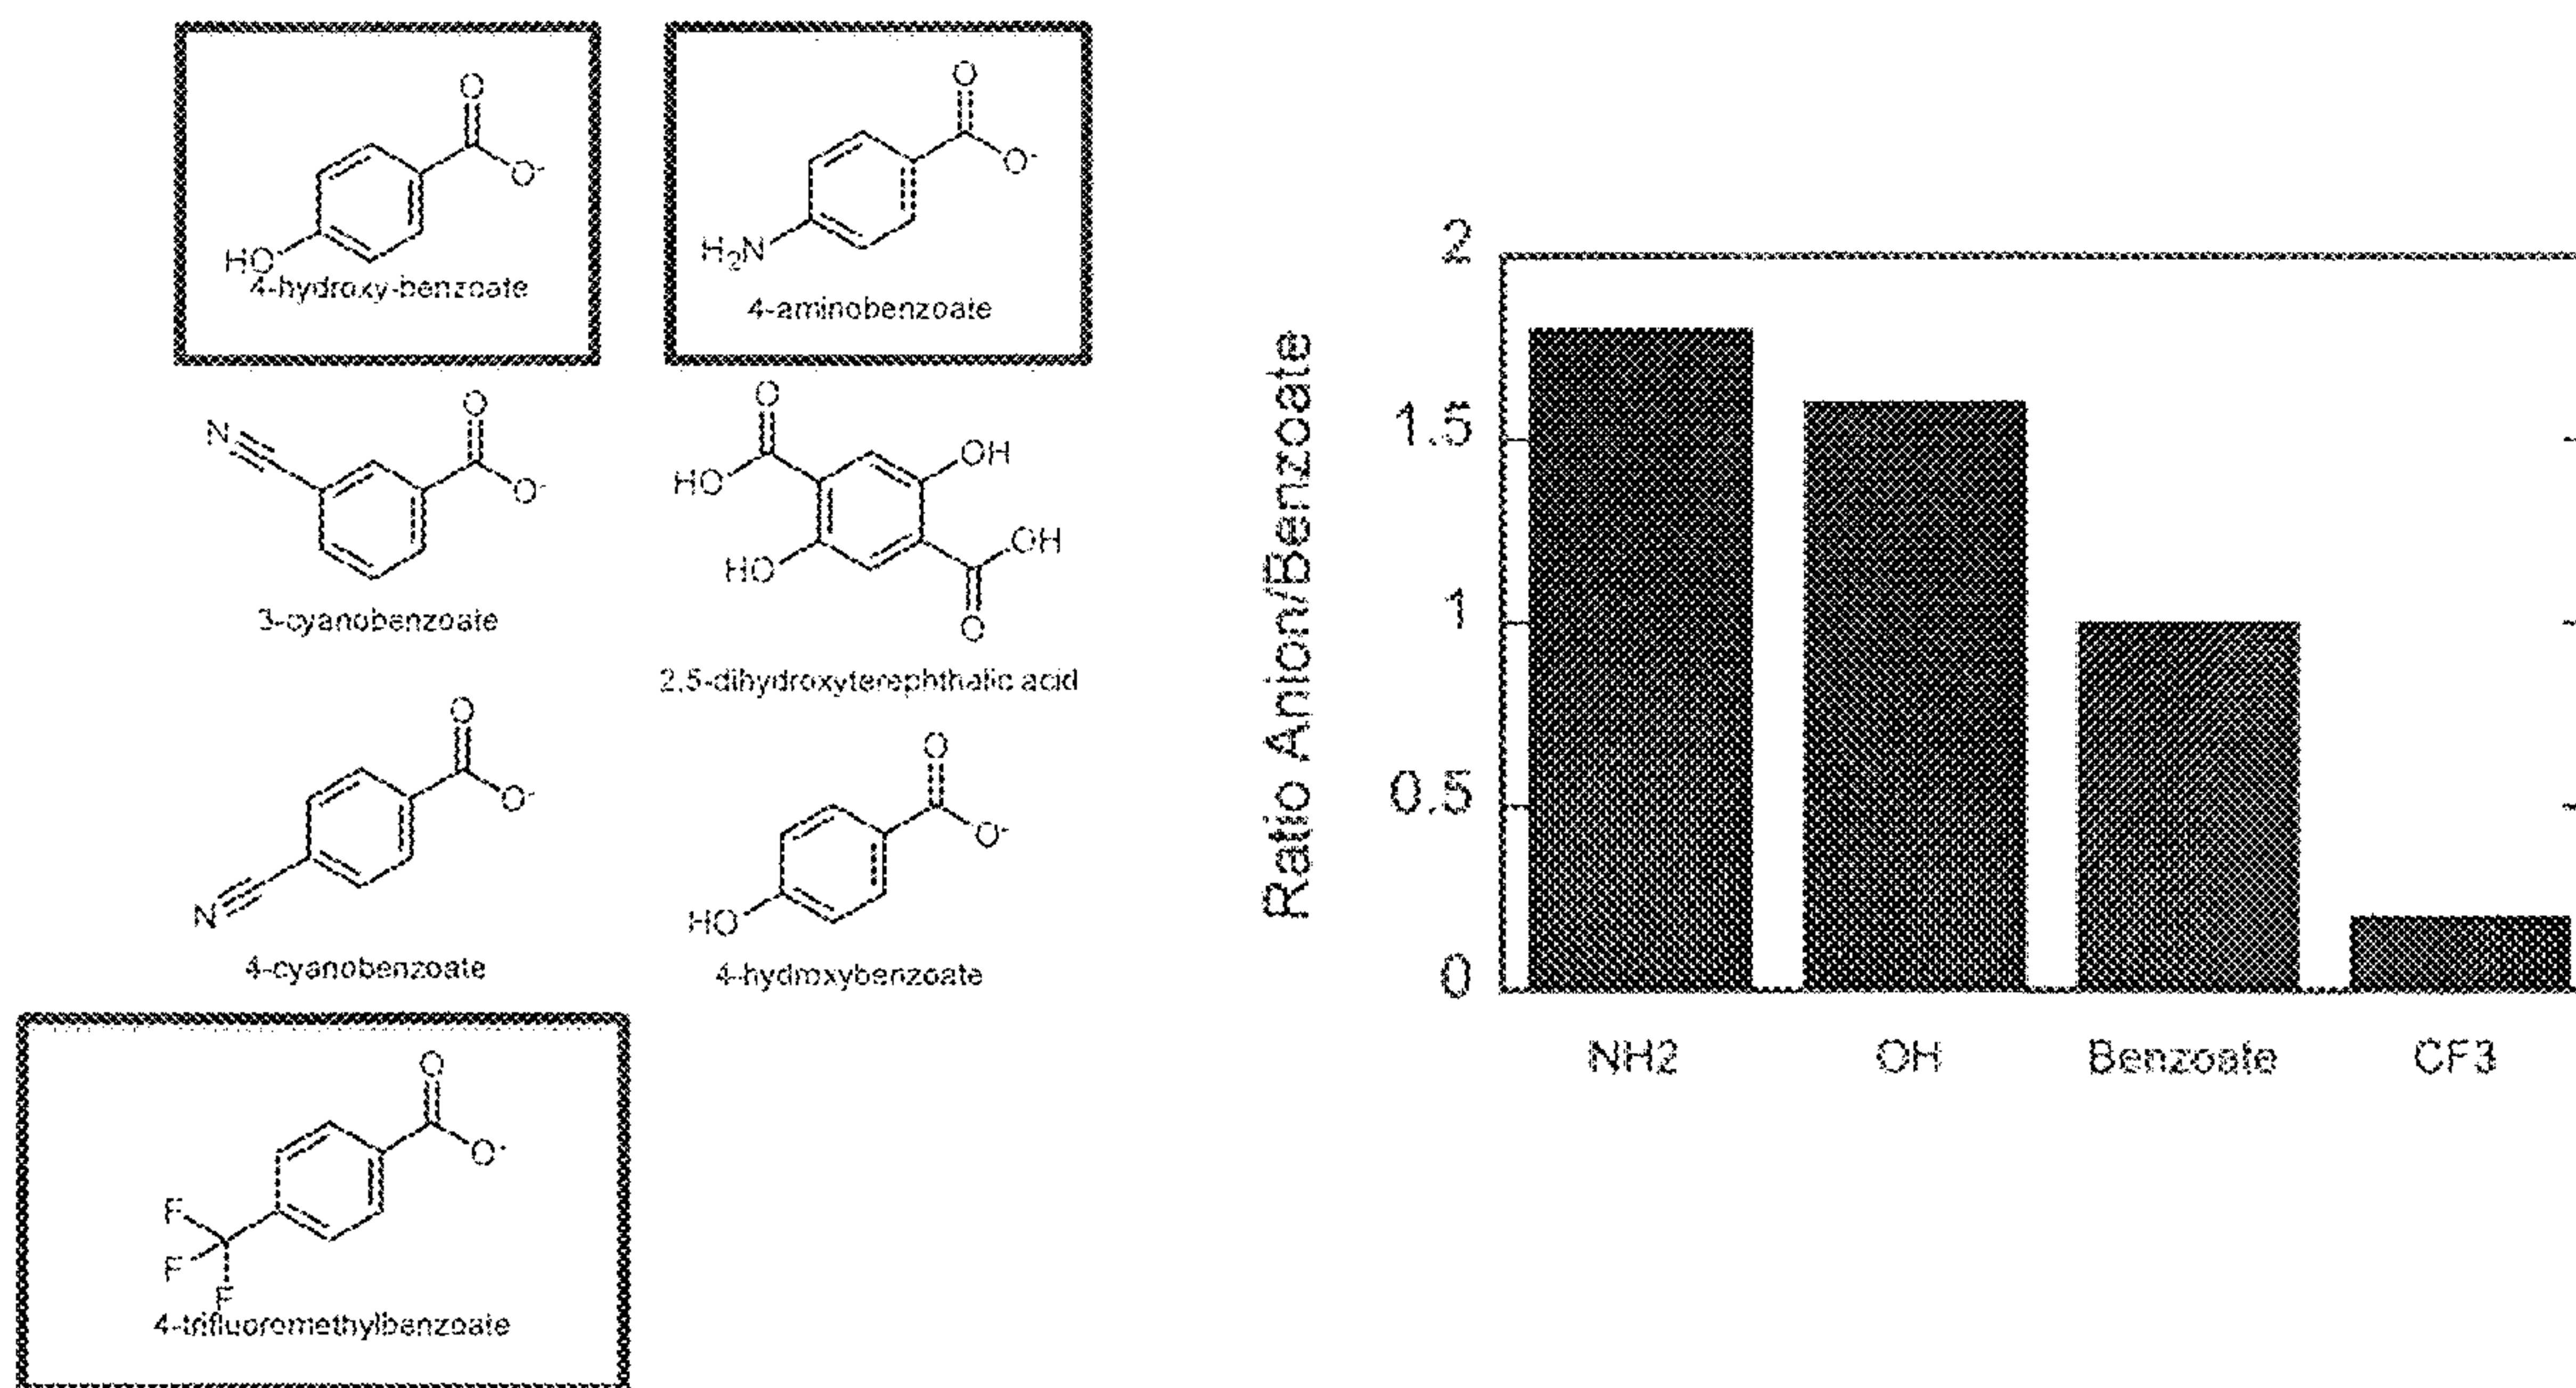 O
O-
HO
4-hydroxy-benzoate
O
O-
H2N
4-aminobenzoate
N
O
O-
3-cyanobenzoate
O
HO
OH
HO
OH
O
2,5-dihydroxyterephthalic acid
O
O-
N
4-cyanobenzoate
O
O-
HO
4-hydroxybenzoate
O
O-
F
F
F
4-trifluoromethylbenzoate
Ratio Anion/Benzoate
2
1.5
1
0.5
0
NH2 OH Benzoate CF3